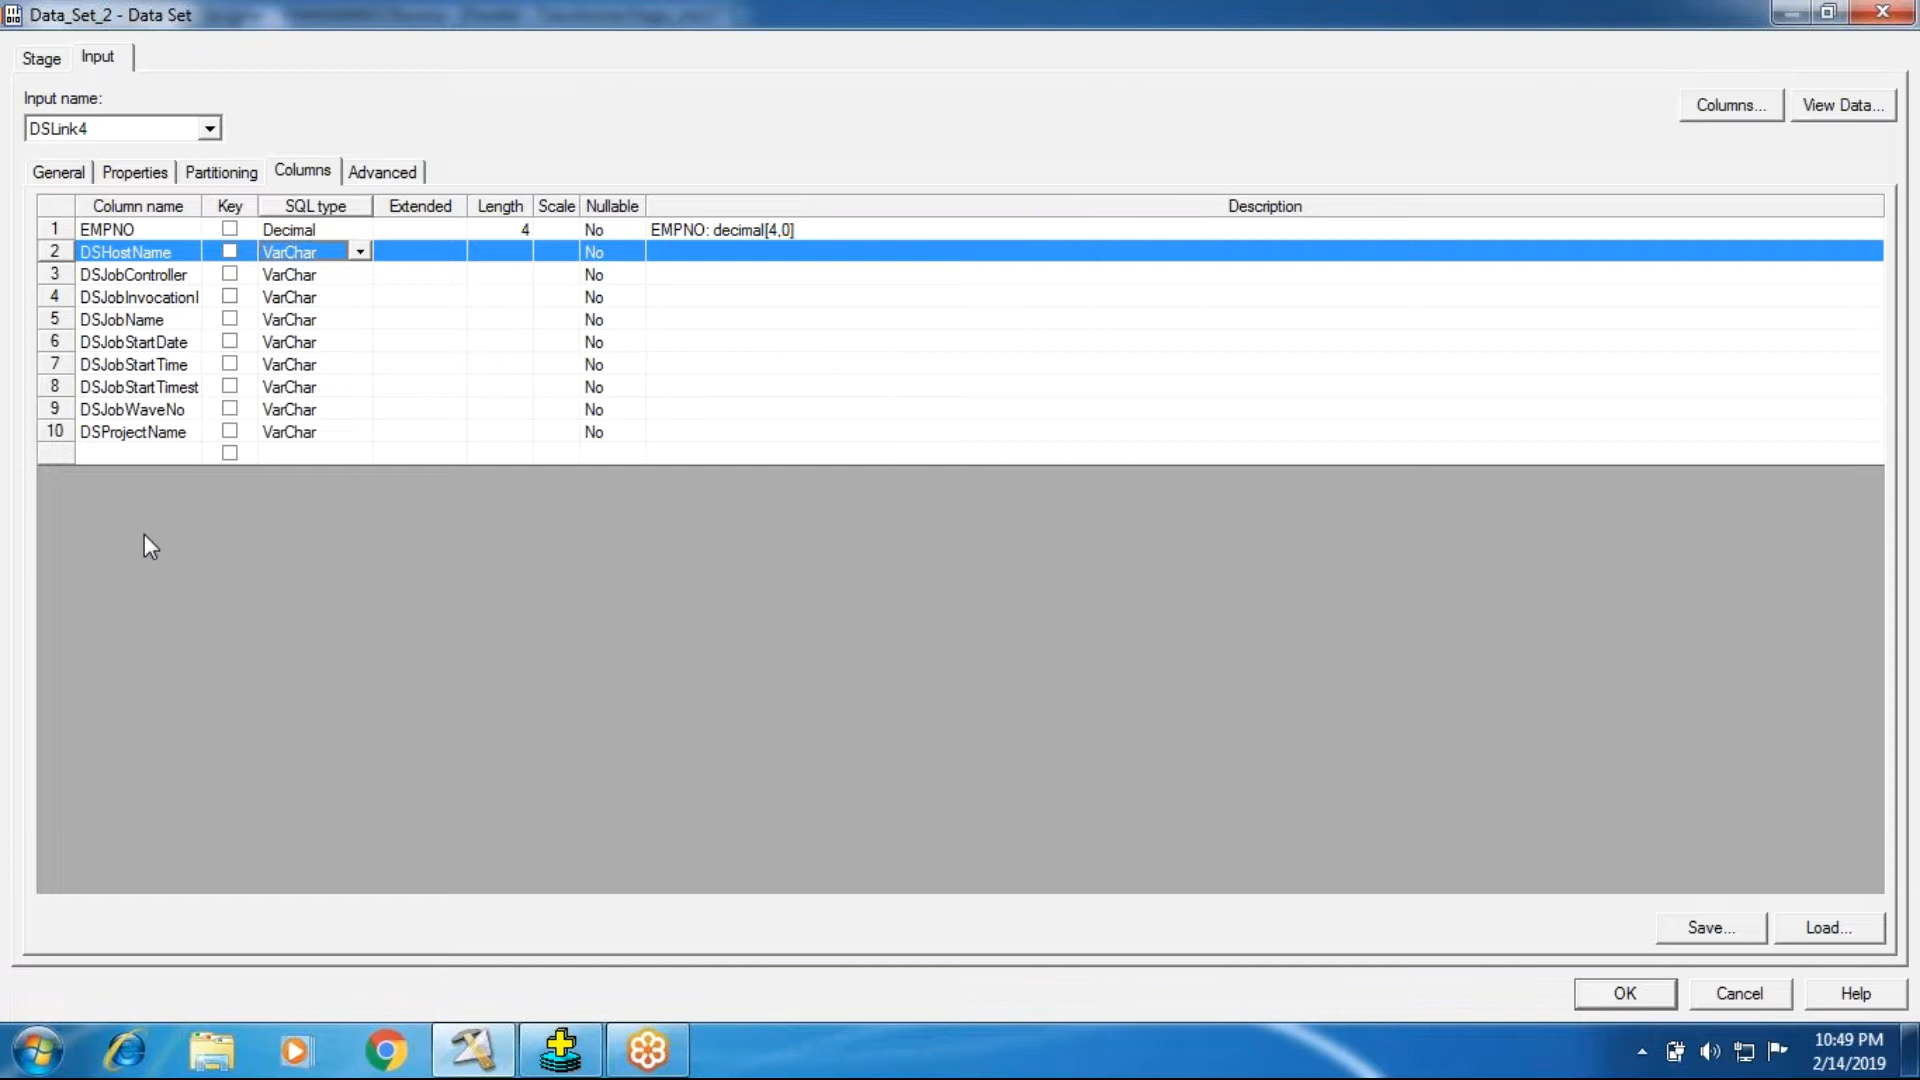 Data_Set_2 - Data Set
Stage Input
Input name:
DSLink4
Columns... View Data...
General Properties Partitioning Columns Advanced
Column name Key SQL type Extended Length Scale Nullable Description
1 EMPNO Decimal 4 No EMPNO: decimal[4,0]
2 DSHostName VarChar No
3 DSJobController VarChar No
4 DSJobInvocationI VarChar No
5 DSJobName VarChar No
6 DSJobStartDate VarChar No
7 DSJobStartTime VarChar No
8 DSJobStartTimest VarChar No
9 DSJobWaveNo VarChar No
10 DSProjectName VarChar No
Save... Load...
OK Cancel Help
10:49 PM
2/14/2019